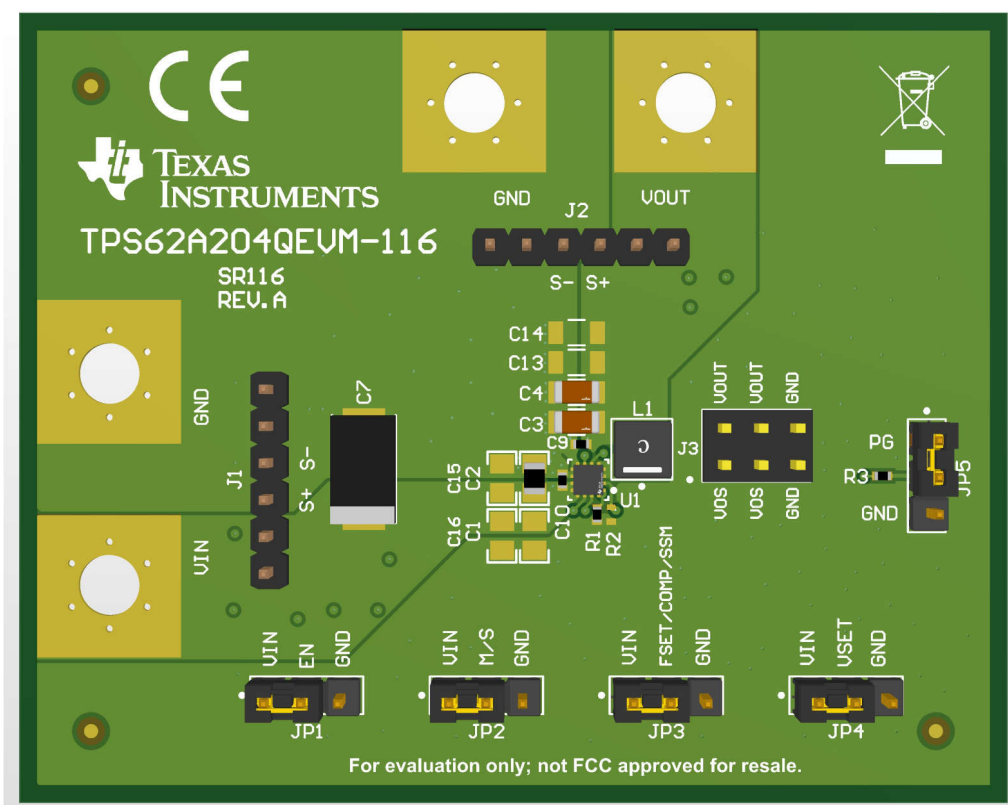 CE
TEXAS
INSTRUMENTS
TPS62A204QEVM-116
SR116
REV.A
GND
J2
VOUT
S-
S+
C14
C13
C4
C3
C9
L1
C
U1
R1
R2
C10
C15
C2
C16
C1
C7
GND
J1
S-
S+
VIN
J3
VOUT
VOUT
GND
VOS
VOS
GND
PG
R3
JP5
GND
VIN
EN
GND
JP1
VIN
M/S
GND
JP2
VIN
FSET/COMP/SSM
GND
JP3
VIN
VSET
GND
JP4
For evaluation only; not FCC approved for resale.